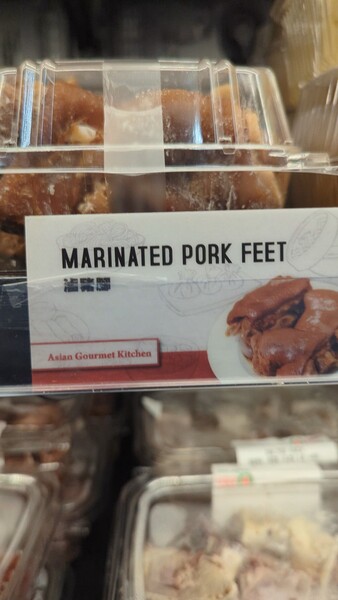 MARINATED PORK FEET
Asian Gourmet Kitchen